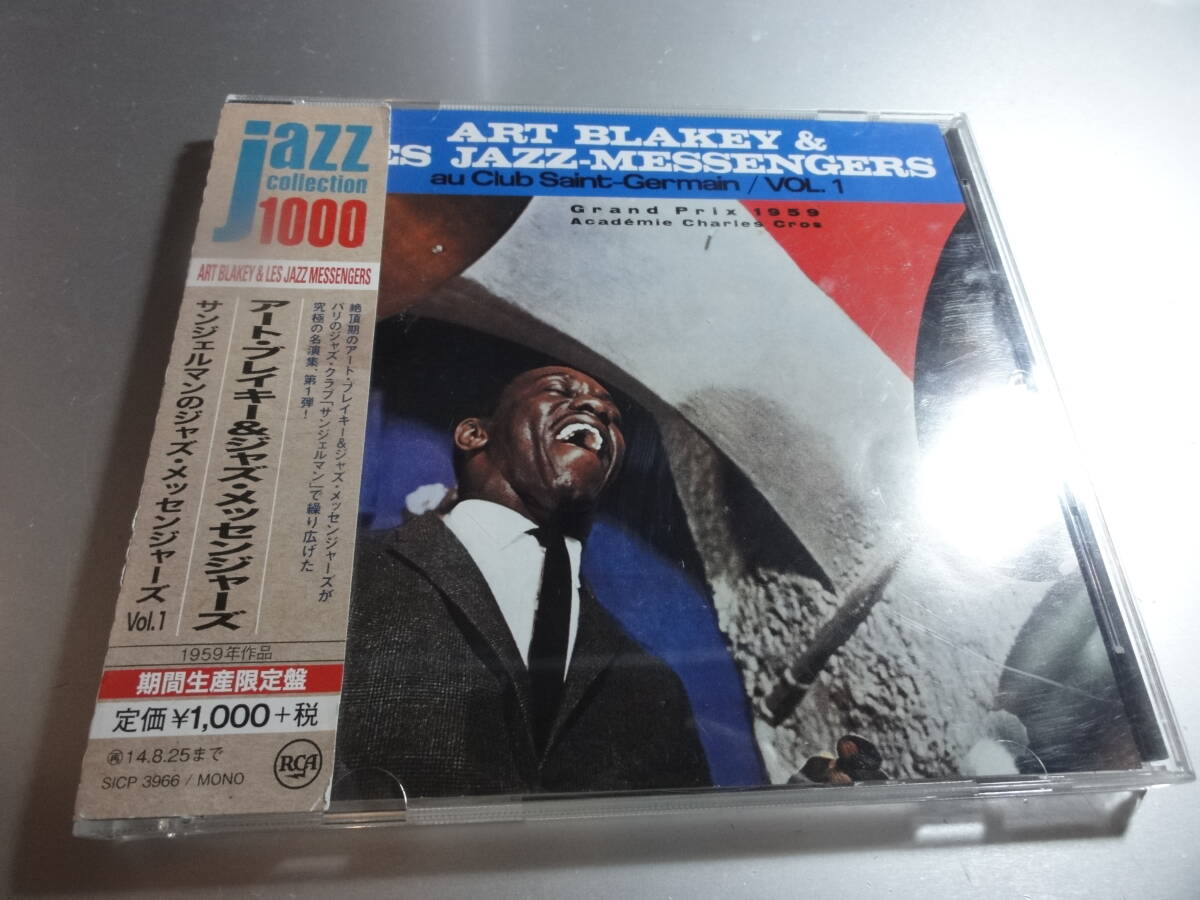 jazz
collection
1000
ART BLAKEY & LES JAZZ MESSENGERS
絶頂期のアート・ブレイキー&ジャズ・メッセンジャーズが
パリのジャズ・クラブ「サンジェルマン」で繰り広げた
究極の名演集、第1弾!
アート・ブレイキー&ジャズ・メッセンジャーズ
サンジェルマンのジャズ・メッセンジャーズ Vol.1
1959年作品
期間生産限定盤
定価¥1,000+税
再14.8.25まで
SICP 3966 / MONO
RCA
ART BLAKEY &
ES JAZZ-MESSENGERS
au Club Saint-Germain / VOL. 1
Grand Prix 1959
Académie Charles Cros